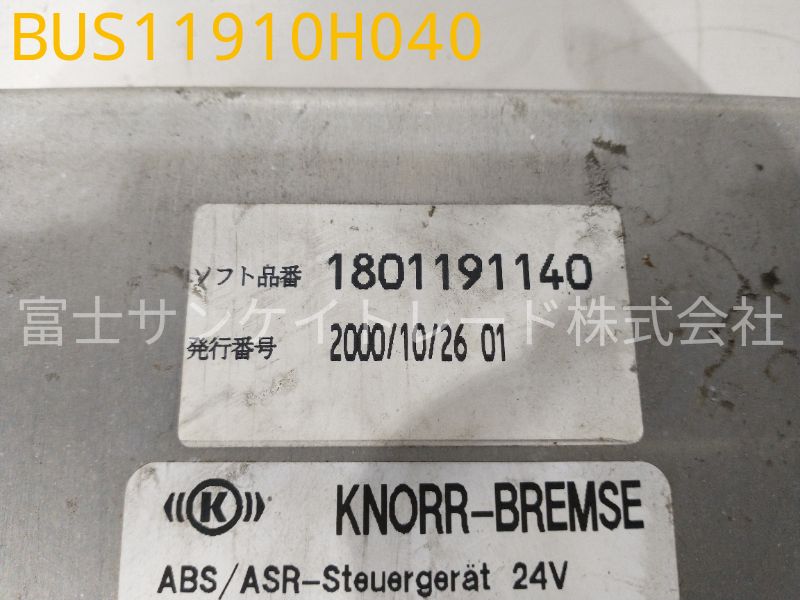 BUS11910H040
ソフト品番 1801191140
富士サンケイトレード株式会社
発行番号 2000/10/26 01
K KNORR-BREMSE
ABS/ASR-Steuergerät 24V